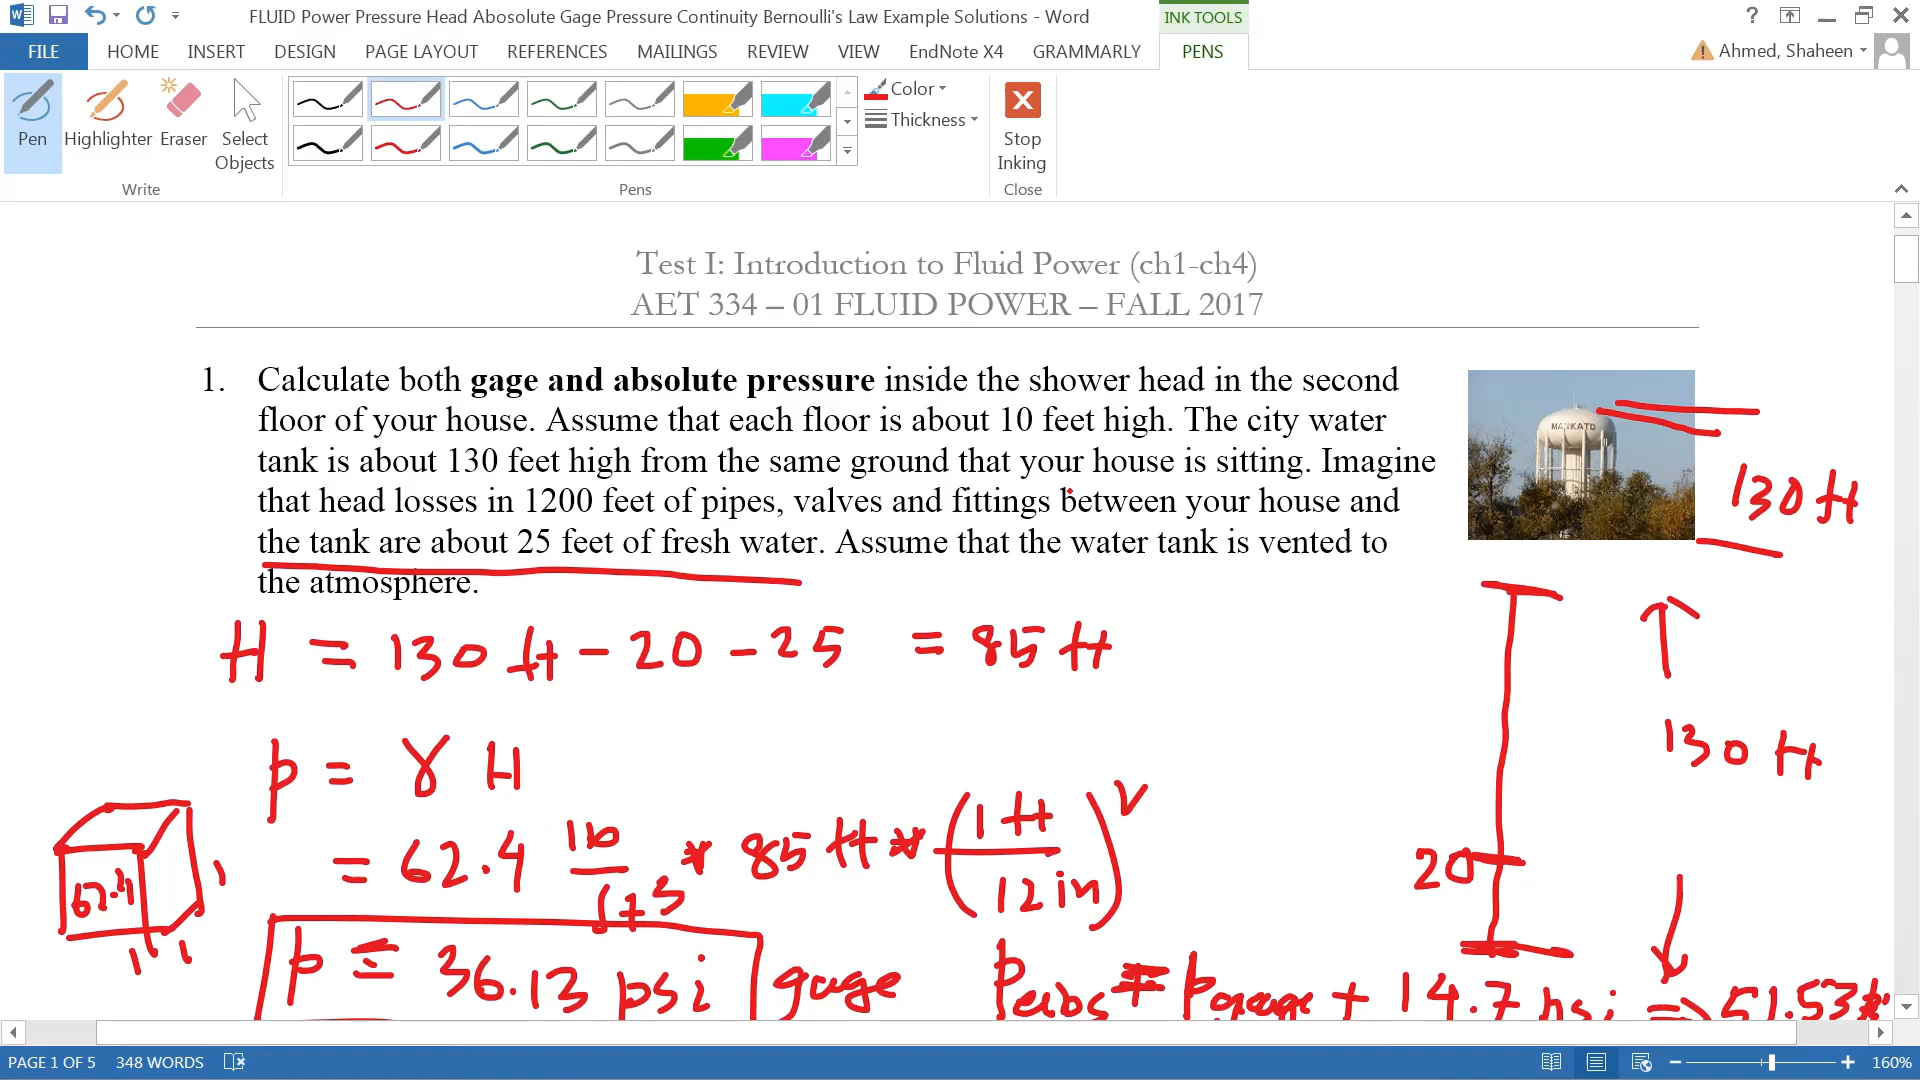 FLUID Power Pressure Head Abosolute Gage Pressure Continuity Bernoulli's Law Example Solutions - Word
INK TOOLS
FILE HOME INSERT DESIGN PAGE LAYOUT REFERENCES MAILINGS REVIEW VIEW EndNote X4 GRAMMARLY PENS
Ahmed, Shaheen
Pen Highlighter Eraser Select Objects
Color
Thickness
Stop Inking
Write Pens Close
Test I: Introduction to Fluid Power (ch1-ch4)
AET 334 – 01 FLUID POWER – FALL 2017
1. Calculate both gage and absolute pressure inside the shower head in the second
floor of your house. Assume that each floor is about 10 feet high. The city water
tank is about 130 feet high from the same ground that your house is sitting. Imagine
that head losses in 1200 feet of pipes, valves and fittings between your house and
the tank are about 25 feet of fresh water. Assume that the water tank is vented to
the atmosphere.
MANKATO
130 ft
H = 130 ft - 20 - 25 = 85 ft
130 ft
p = γ H
= 62.4 lb/ft3 * 85 ft * (1 ft / 12 in)2
62.4
1 1 1
20
p = 36.13 psi gage
Pabs = Pgage + 14.7 psi => 51.53
PAGE 1 OF 5 348 WORDS 160%